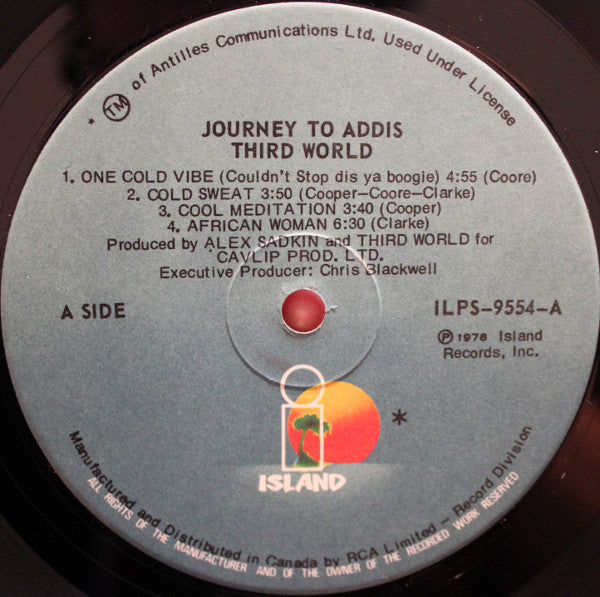 * TM of Antilles Communications Ltd. Used Under License
JOURNEY TO ADDIS
THIRD WORLD
1. ONE COLD VIBE (Couldn't Stop dis ya boogie) 4:55 (Coore)
2. COLD SWEAT 3:50 (Cooper-Coore-Clarke)
3. COOL MEDITATION 3:40 (Cooper)
4. AFRICAN WOMAN 6:30 (Clarke)
Produced by ALEX SADKIN and THIRD WORLD for
CAVLIP PROD. LTD.
Executive Producer: Chris Blackwell
A SIDE
ILPS-9554-A
℗ 1978 Island
Records, Inc.
*
ISLAND
Manufactured and Distributed in Canada by RCA Limited - Record Division
ALL RIGHTS OF THE MANUFACTURER AND OF THE OWNER OF THE RECORDED WORK RESERVED